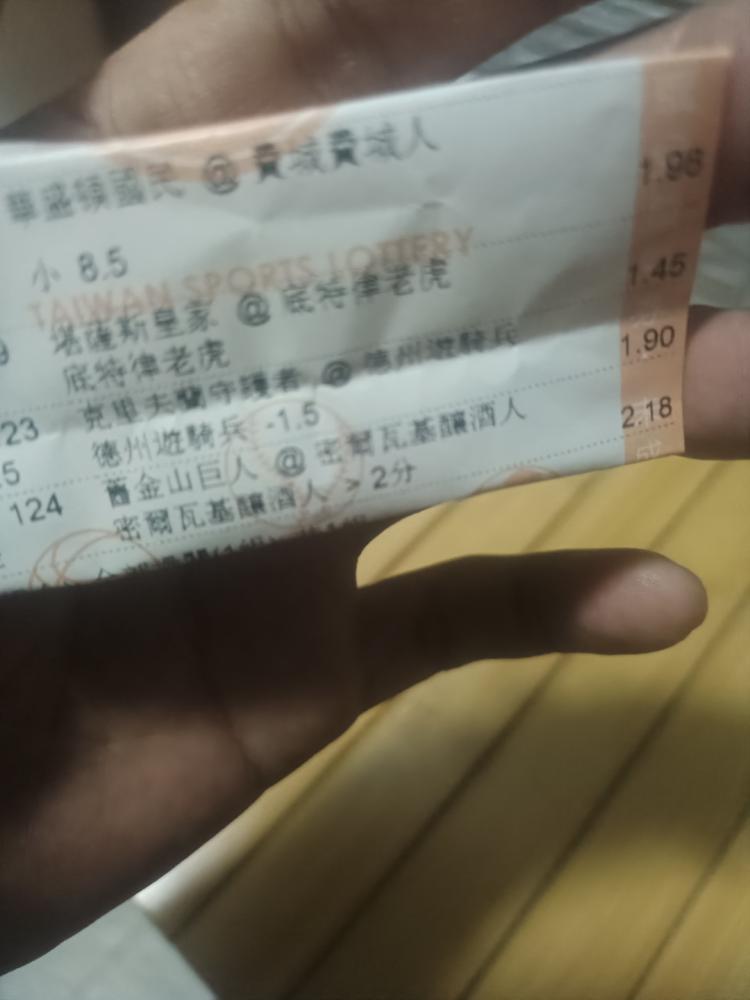 華盛頓國民 @ 費城費城人 1.98
小 8.5
TAIWAN SPORTS LOTTERY
堪薩斯皇家 @ 底特律老虎 1.45
底特律老虎
23 克里夫蘭守護者 @ 德州遊騎兵 1.90
德州遊騎兵 -1.5
124 舊金山巨人 @ 密爾瓦基釀酒人 2.18
密爾瓦基釀酒人 > 2分